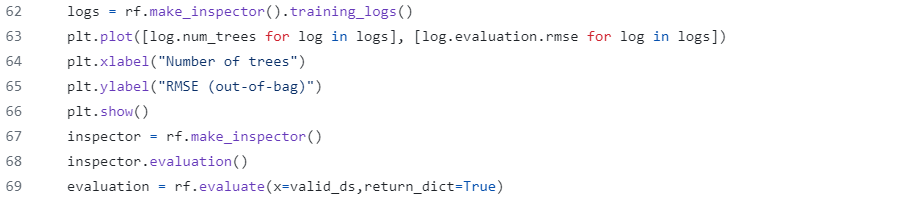 62 logs = rf.make_inspector().training_logs()
63 plt.plot([log.num_trees for log in logs], [log.evaluation.rmse for log in logs])
64 plt.xlabel("Number of trees")
65 plt.ylabel("RMSE (out-of-bag)")
66 plt.show()
67 inspector = rf.make_inspector()
68 inspector.evaluation()
69 evaluation = rf.evaluate(x=valid_ds,return_dict=True)